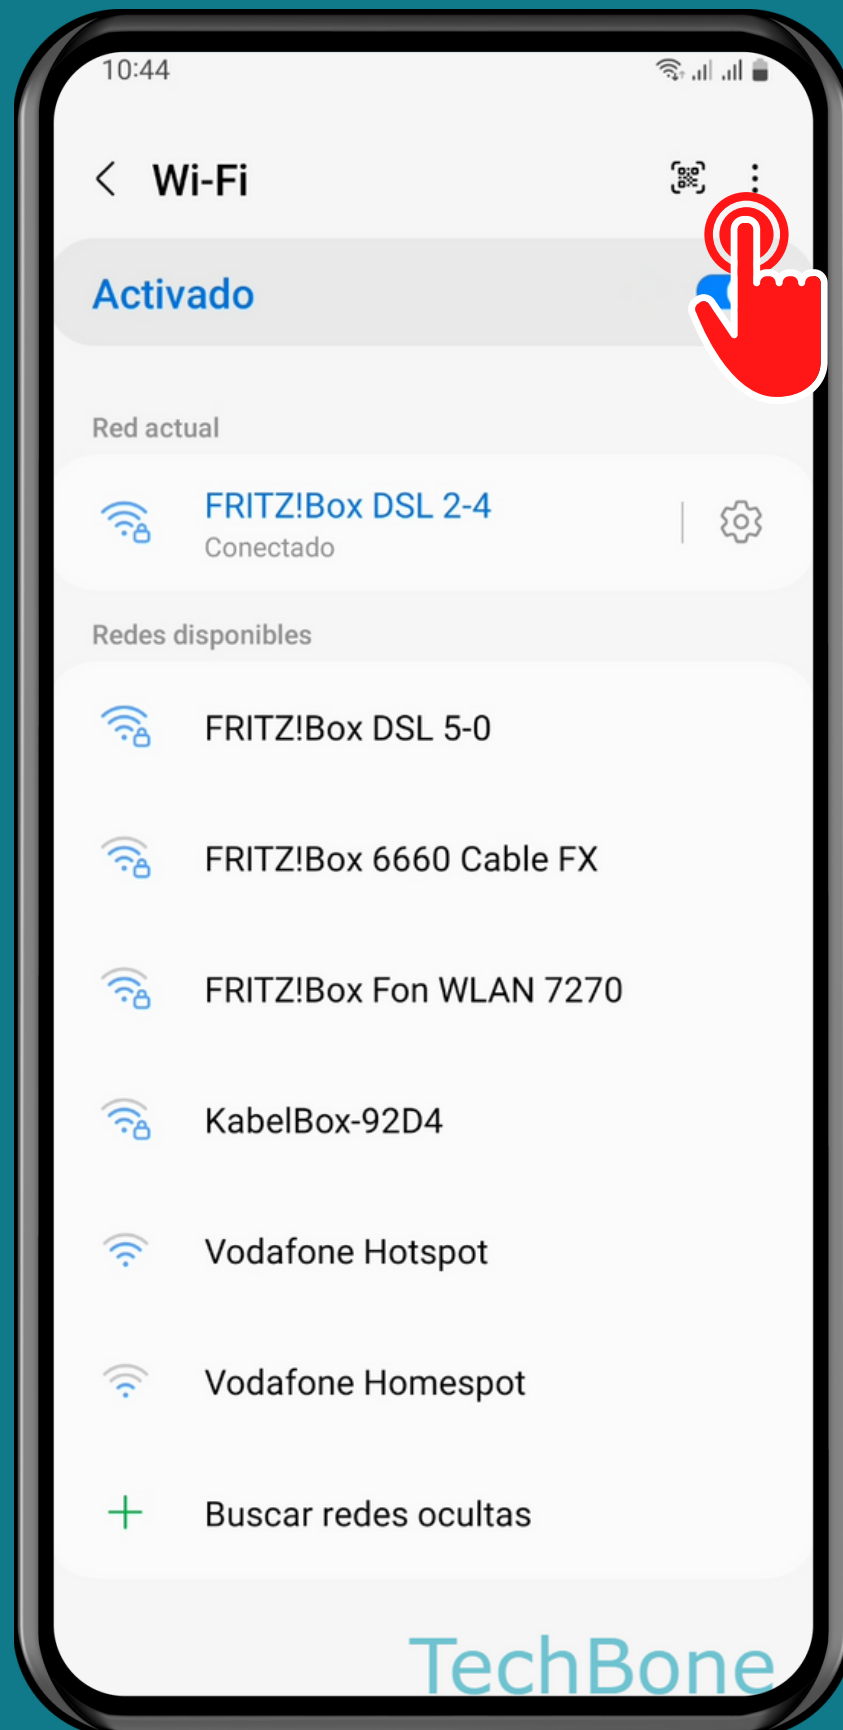 10:44
Wi-Fi
Activado
Red actual
FRITZ!Box DSL 2-4
Conectado
Redes disponibles
FRITZ!Box DSL 5-0
FRITZ!Box 6660 Cable FX
FRITZ!Box Fon WLAN 7270
KabelBox-92D4
Vodafone Hotspot
Vodafone Homespot
Buscar redes ocultas
TechBone